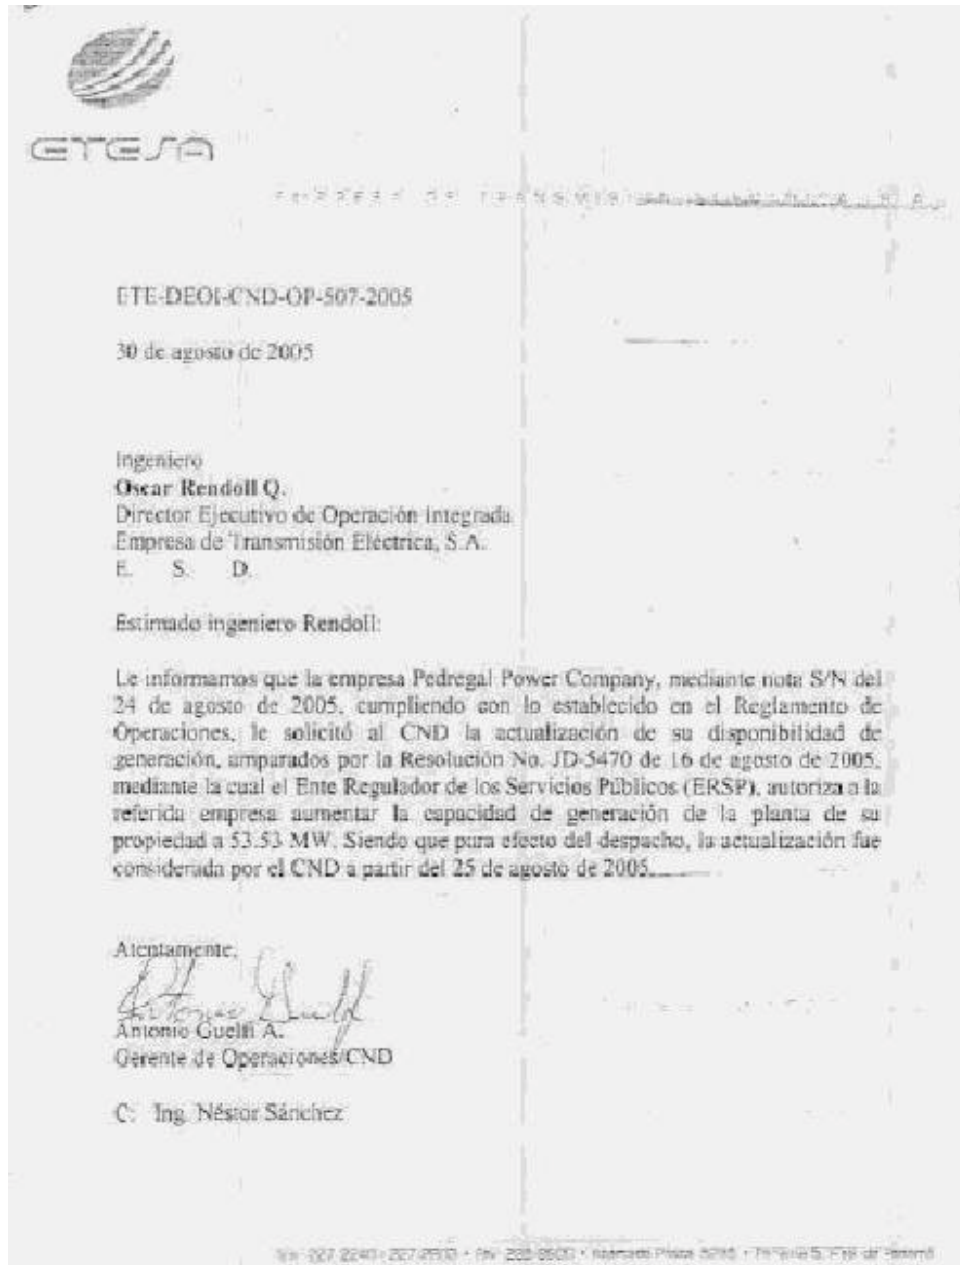 ETESA
ETE-DEOI-CND-OP-507-2005
30 de agosto de 2005
Ingeniero
Oscar Rendoll Q.
Director Ejecutivo de Operación Integrada
Empresa de Transmisión Eléctrica, S.A.
E. S. D.
Estimado ingeniero Rendoll:
Le informamos que la empresa Pedregal Power Company, mediante nota S/N del
24 de agosto de 2005, cumpliendo con lo establecido en el Reglamento de
Operaciones, le solicitó al CND la actualización de su disponibilidad de
generación, amparados por la Resolución No. JD-5470 de 16 de agosto de 2005,
mediante la cual el Ente Regulador de los Servicios Públicos (ERSP), autoriza a la
referida empresa aumentar la capacidad de generación de la planta de su
propiedad a 53.53 MW. Siendo que para efecto del despacho, la actualización fue
considerada por el CND a partir del 25 de agosto de 2005.
Atentamente,
Antonio Guelfi
Antonio Guelfi A.
Gerente de Operaciones/CND
C: Ing. Néstor Sánchez
227